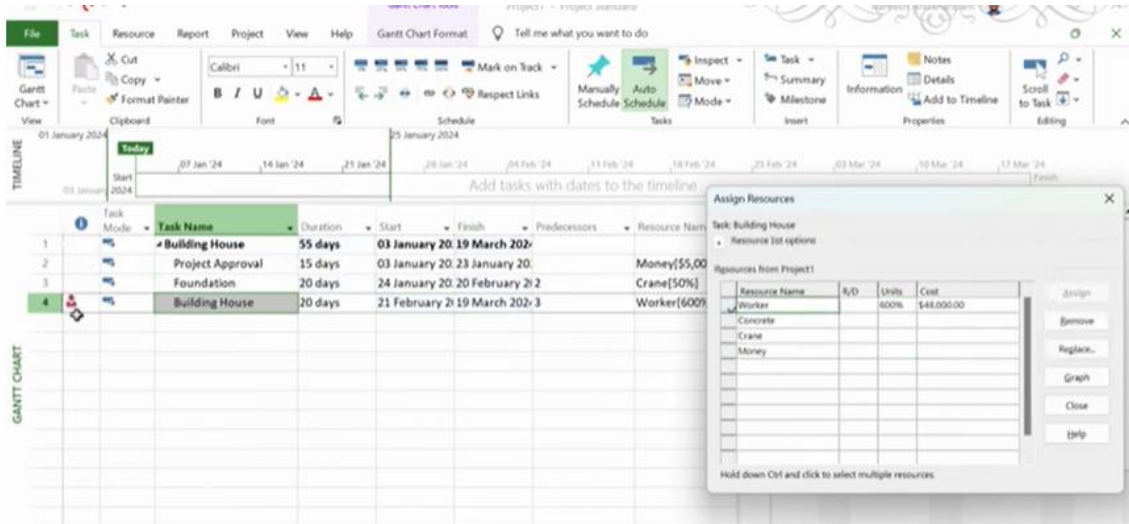 Gantt Chart Tools
Project1 - Project Standard
File Task Resource Report Project View Help Gantt Chart Format Tell me what you want to do
Gantt Chart
View
Paste
Cut
Copy
Format Painter
Clipboard
Calibri 11
B I U A
Font
Mark on Track
Respect Links
Schedule
Manually Schedule
Auto Schedule
Inspect
Move
Mode
Tasks
Task
Summary
Milestone
Insert
Information
Notes
Details
Add to Timeline
Properties
Scroll to Task
Editing
TIMELINE
01 January 2024 25 January 2024
Today
07 Jan '24 14 Jan '24 21 Jan '24 28 Jan '24 04 Feb '24 11 Feb '24 18 Feb '24 25 Feb '24 03 Mar '24 10 Mar '24 17 Mar '24
Start
2024
Finish
Add tasks with dates to the timeline
GANTT CHART
Task Mode Task Name Duration Start Finish Predecessors Resource Nam
1 Building House 55 days 03 January 20 19 March 202
2 Project Approval 15 days 03 January 20 23 January 20
3 Foundation 20 days 24 January 20 20 February 2 2 Crane[50%]
4 Building House 20 days 21 February 2 19 March 202 3 Worker[600%
Money[$5,00
Assign Resources
Task: Building House
Resource list options
Resources from Project1
Resource Name R/D Units Cost
Worker 600% $48,000.00
Concrete
Crane
Money
Assign
Remove
Replace...
Graph
Close
Help
Hold down Ctrl and click to select multiple resources